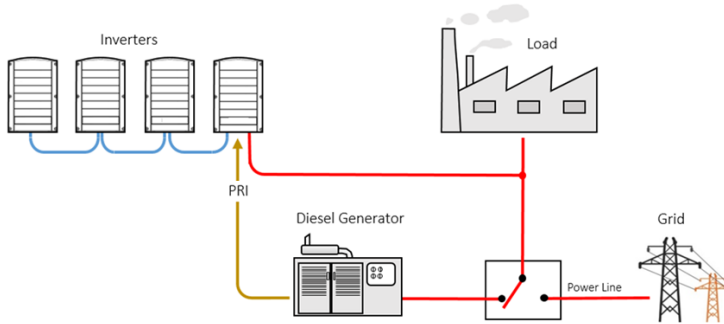 Inverters
Load
PRI
Diesel Generator
Grid
Power Line